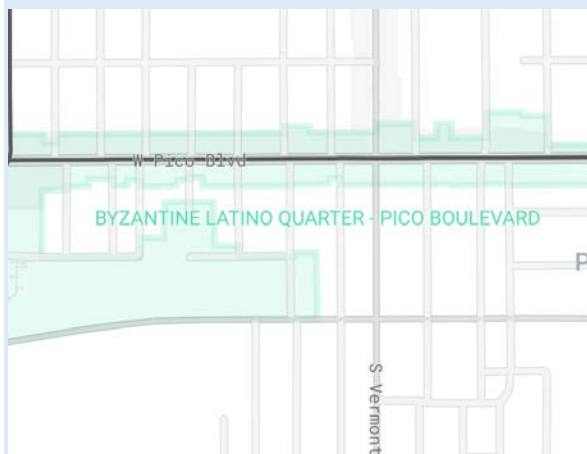 W Pico Blvd
BYZANTINE LATINO QUARTER - PICO BOULEVARD
P
S Vermont